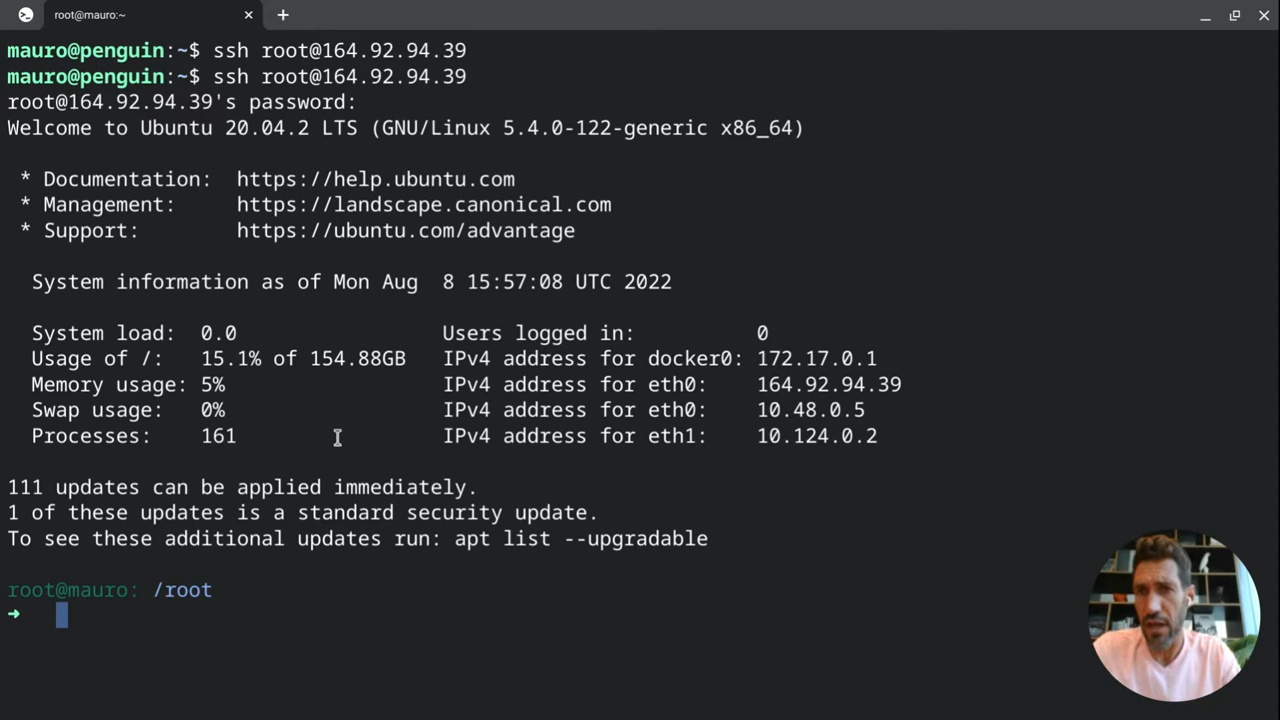 root@mauro:~
mauro@penguin:~$ ssh root@164.92.94.39
mauro@penguin:~$ ssh root@164.92.94.39
root@164.92.94.39's password:
Welcome to Ubuntu 20.04.2 LTS (GNU/Linux 5.4.0-122-generic x86_64)
* Documentation:  https://help.ubuntu.com
* Management:     https://landscape.canonical.com
* Support:        https://ubuntu.com/advantage
System information as of Mon Aug  8 15:57:08 UTC 2022
System load:  0.0                 Users logged in:          0
Usage of /:   15.1% of 154.88GB   IPv4 address for docker0: 172.17.0.1
Memory usage: 5%                  IPv4 address for eth0:    164.92.94.39
Swap usage:   0%                  IPv4 address for eth0:    10.48.0.5
Processes:    161                 IPv4 address for eth1:    10.124.0.2
111 updates can be applied immediately.
1 of these updates is a standard security update.
To see these additional updates run: apt list --upgradable
root@mauro: /root
➜